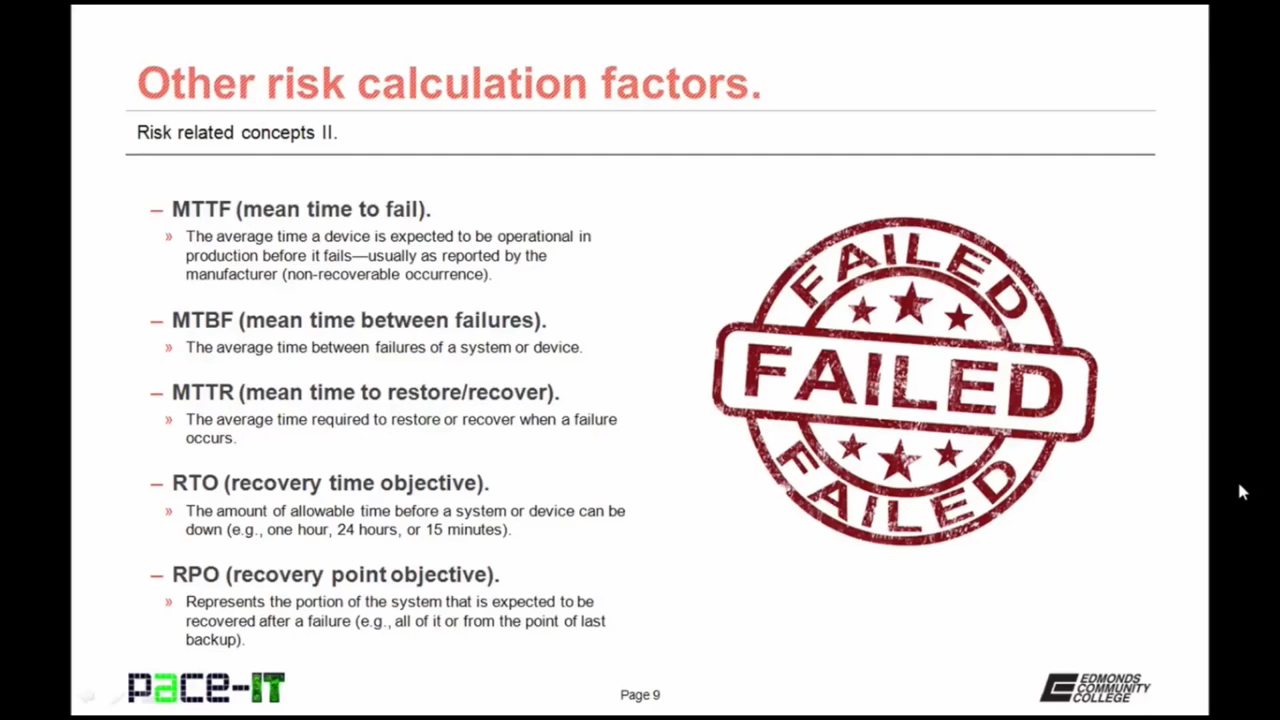 Other risk calculation factors.
Risk related concepts II.
– MTTF (mean time to fail).
» The average time a device is expected to be operational in
production before it fails—usually as reported by the
manufacturer (non-recoverable occurrence).
– MTBF (mean time between failures).
» The average time between failures of a system or device.
– MTTR (mean time to restore/recover).
» The average time required to restore or recover when a failure
occurs.
– RTO (recovery time objective).
» The amount of allowable time before a system or device can be
down (e.g., one hour, 24 hours, or 15 minutes).
– RPO (recovery point objective).
» Represents the portion of the system that is expected to be
recovered after a failure (e.g., all of it or from the point of last
backup).
FAILED
FAILED
FAILED
pace-IT
Page 9
EDMONDS
COMMUNITY
COLLEGE